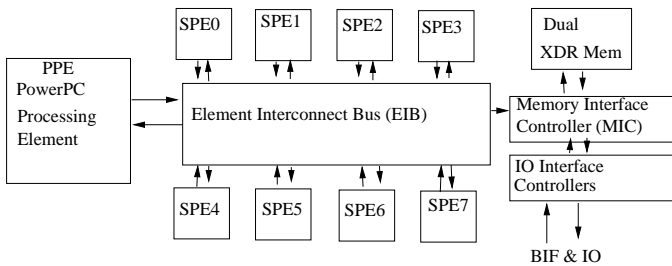 SPE0
SPE1
SPE2
SPE3
Dual
XDR Mem
PPE
PowerPC
Processing
Element
Element Interconnect Bus (EIB)
Memory Interface
Controller (MIC)
IO Interface
Controllers
SPE4
SPE5
SPE6
SPE7
BIF & IO